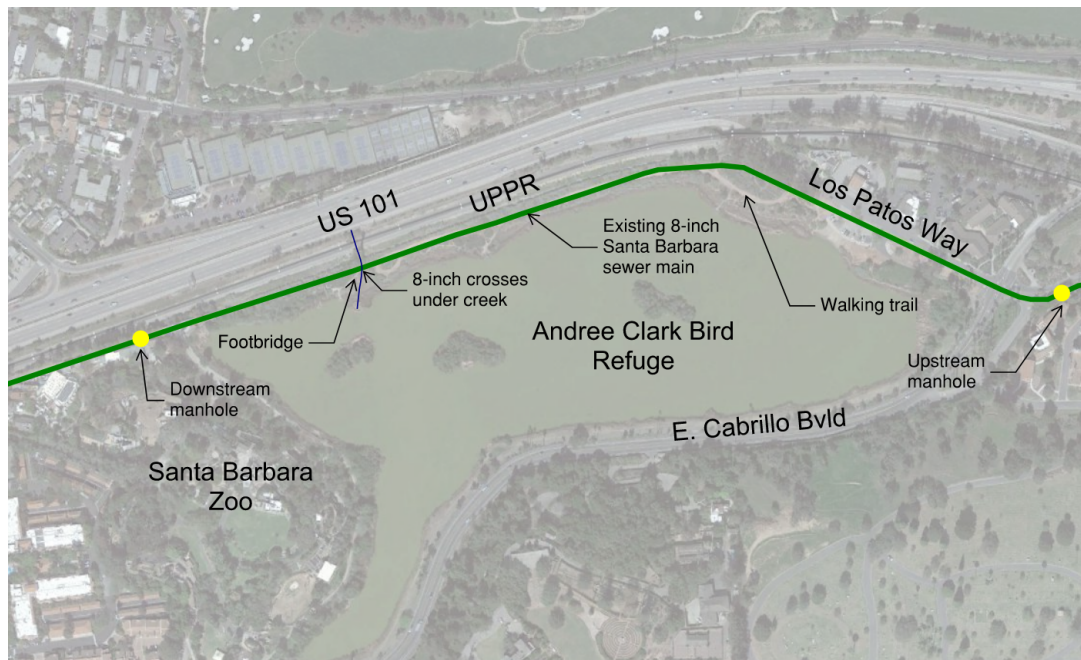 US 101
UPPR
Los Patos Way
Existing 8-inch
Santa Barbara
sewer main
8-inch crosses
under creek
Walking trail
Footbridge
Andree Clark Bird
Refuge
Upstream
manhole
Downstream
manhole
E. Cabrillo Bvld
Santa Barbara
Zoo